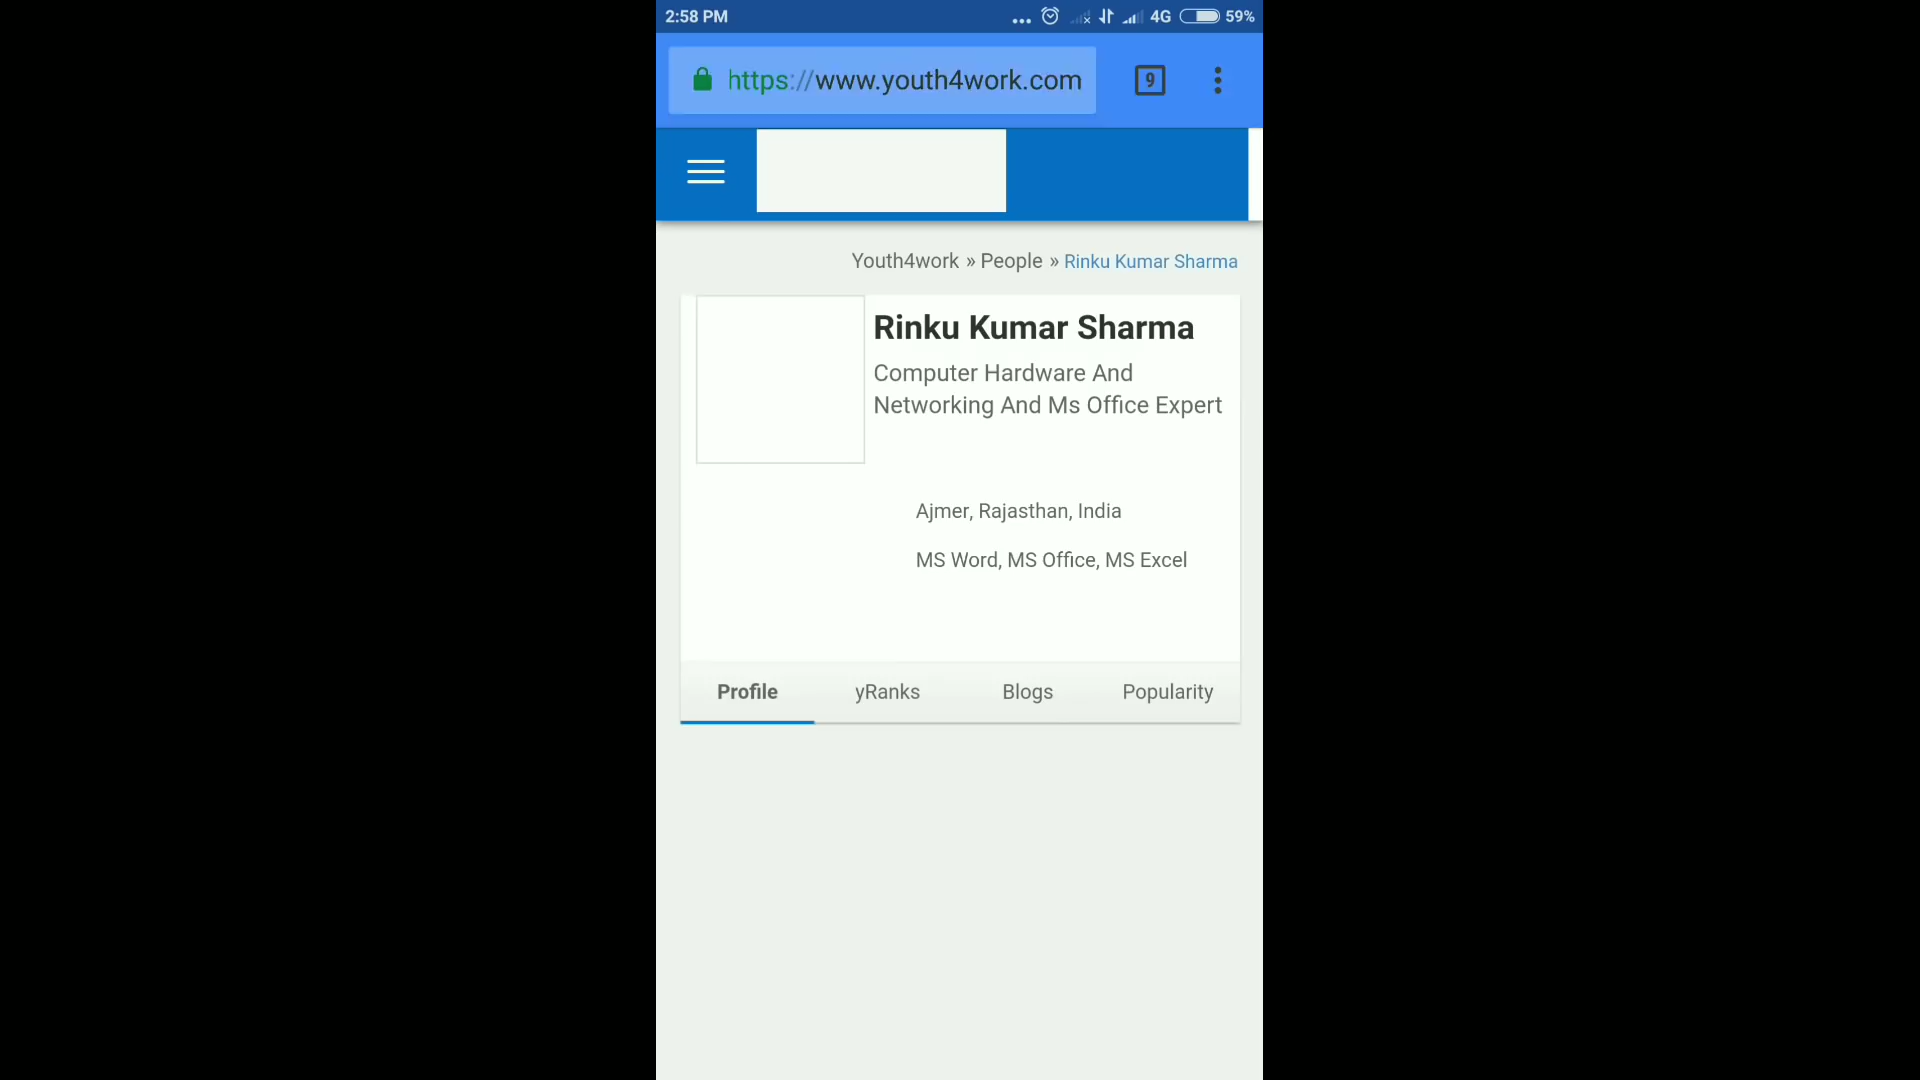 2:58 PM
4G 59%
https://www.youth4work.com
9
Youth4work » People » Rinku Kumar Sharma
Rinku Kumar Sharma
Computer Hardware And
Networking And Ms Office Expert
Ajmer, Rajasthan, India
MS Word, MS Office, MS Excel
Profile yRanks Blogs Popularity